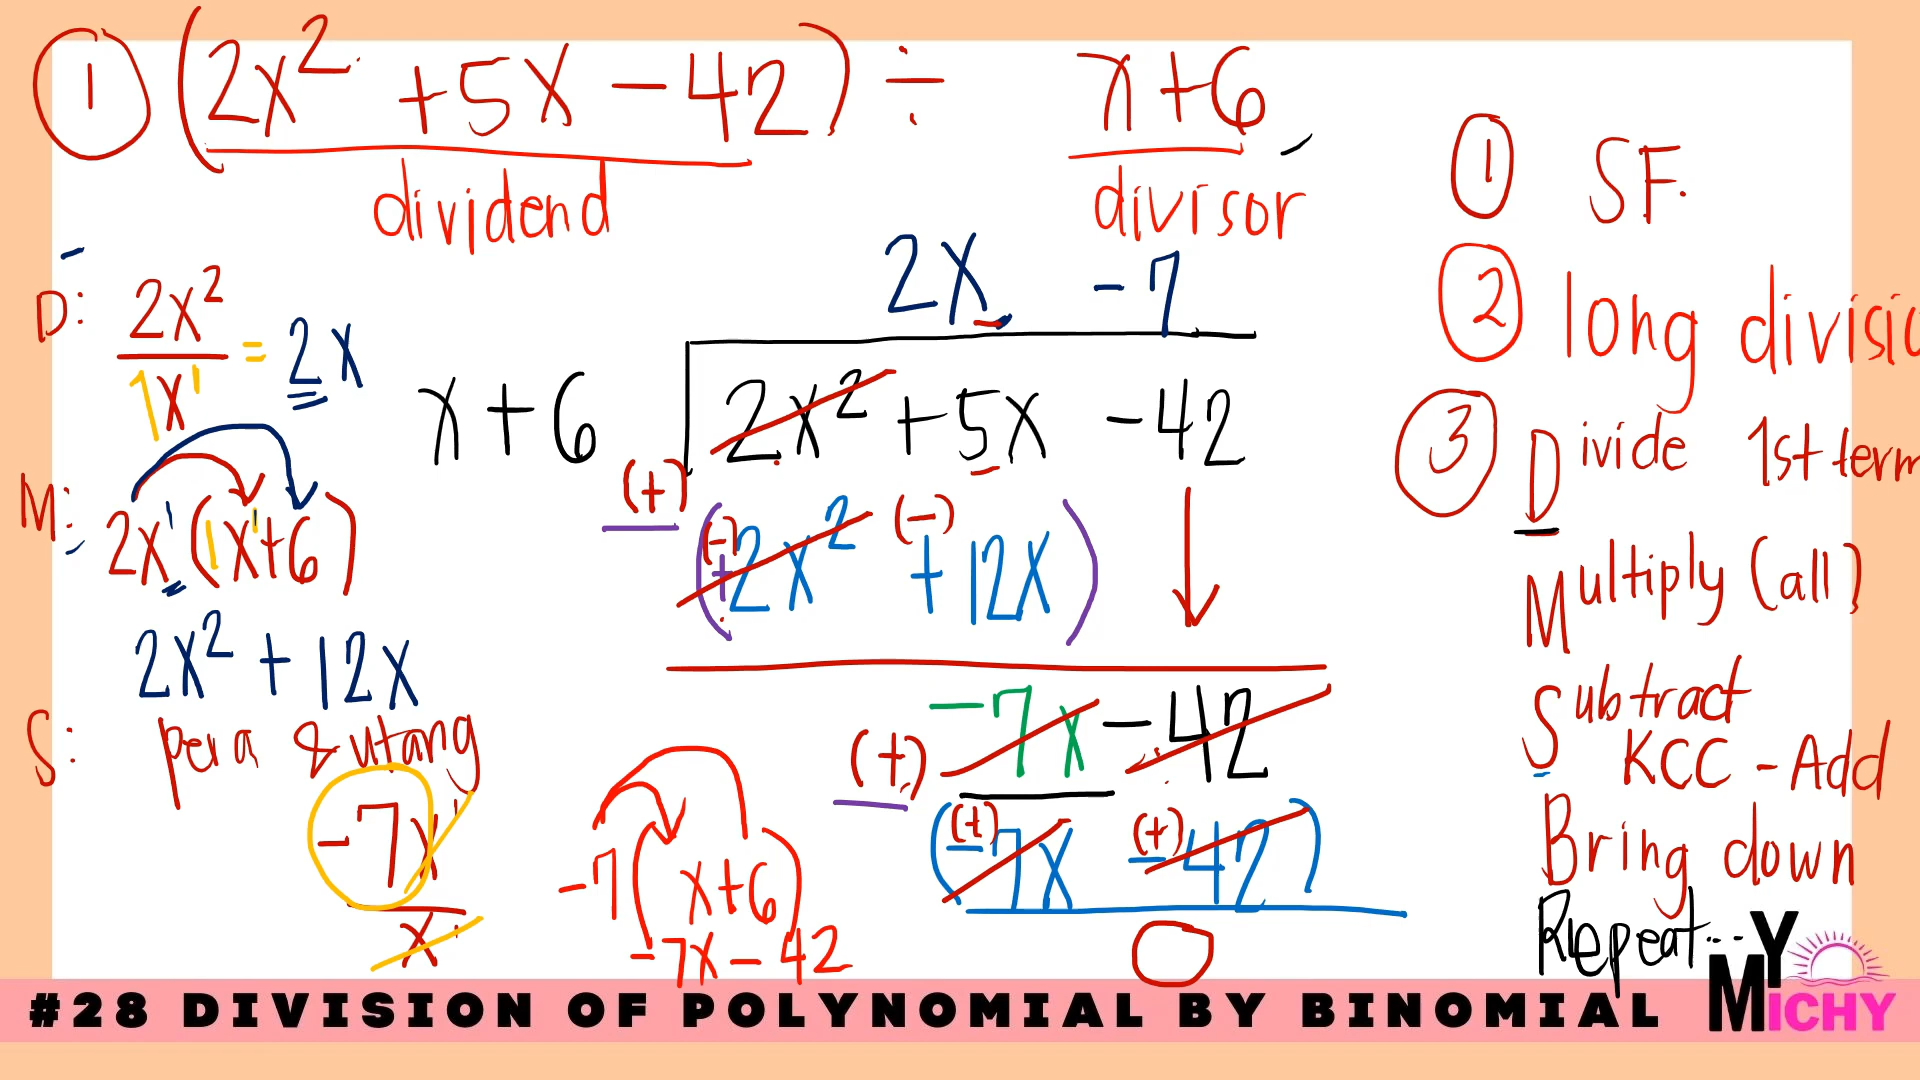 1 (2x² +5x - 42) ÷ x+6
dividend
divisor
D: 2x² / 1x¹ = 2x
M: 2x¹(1x¹+6)
2x² + 12x
S: pera & utang
-7x / x
2x - 7
x + 6 2x² + 5x - 42
(+) ((-)+2x² (-)+12x)
-7x - 42
(+) ((+)-7x (+)-42)
0
-7(x+6)
-7x - 42
1 SF.
2 long divisio
3 Divide 1st term
Multiply (all)
Subtract
KCC - Add
Bring down
Repeat...
#28 DIVISION OF POLYNOMIAL BY BINOMIAL
MY MICHY